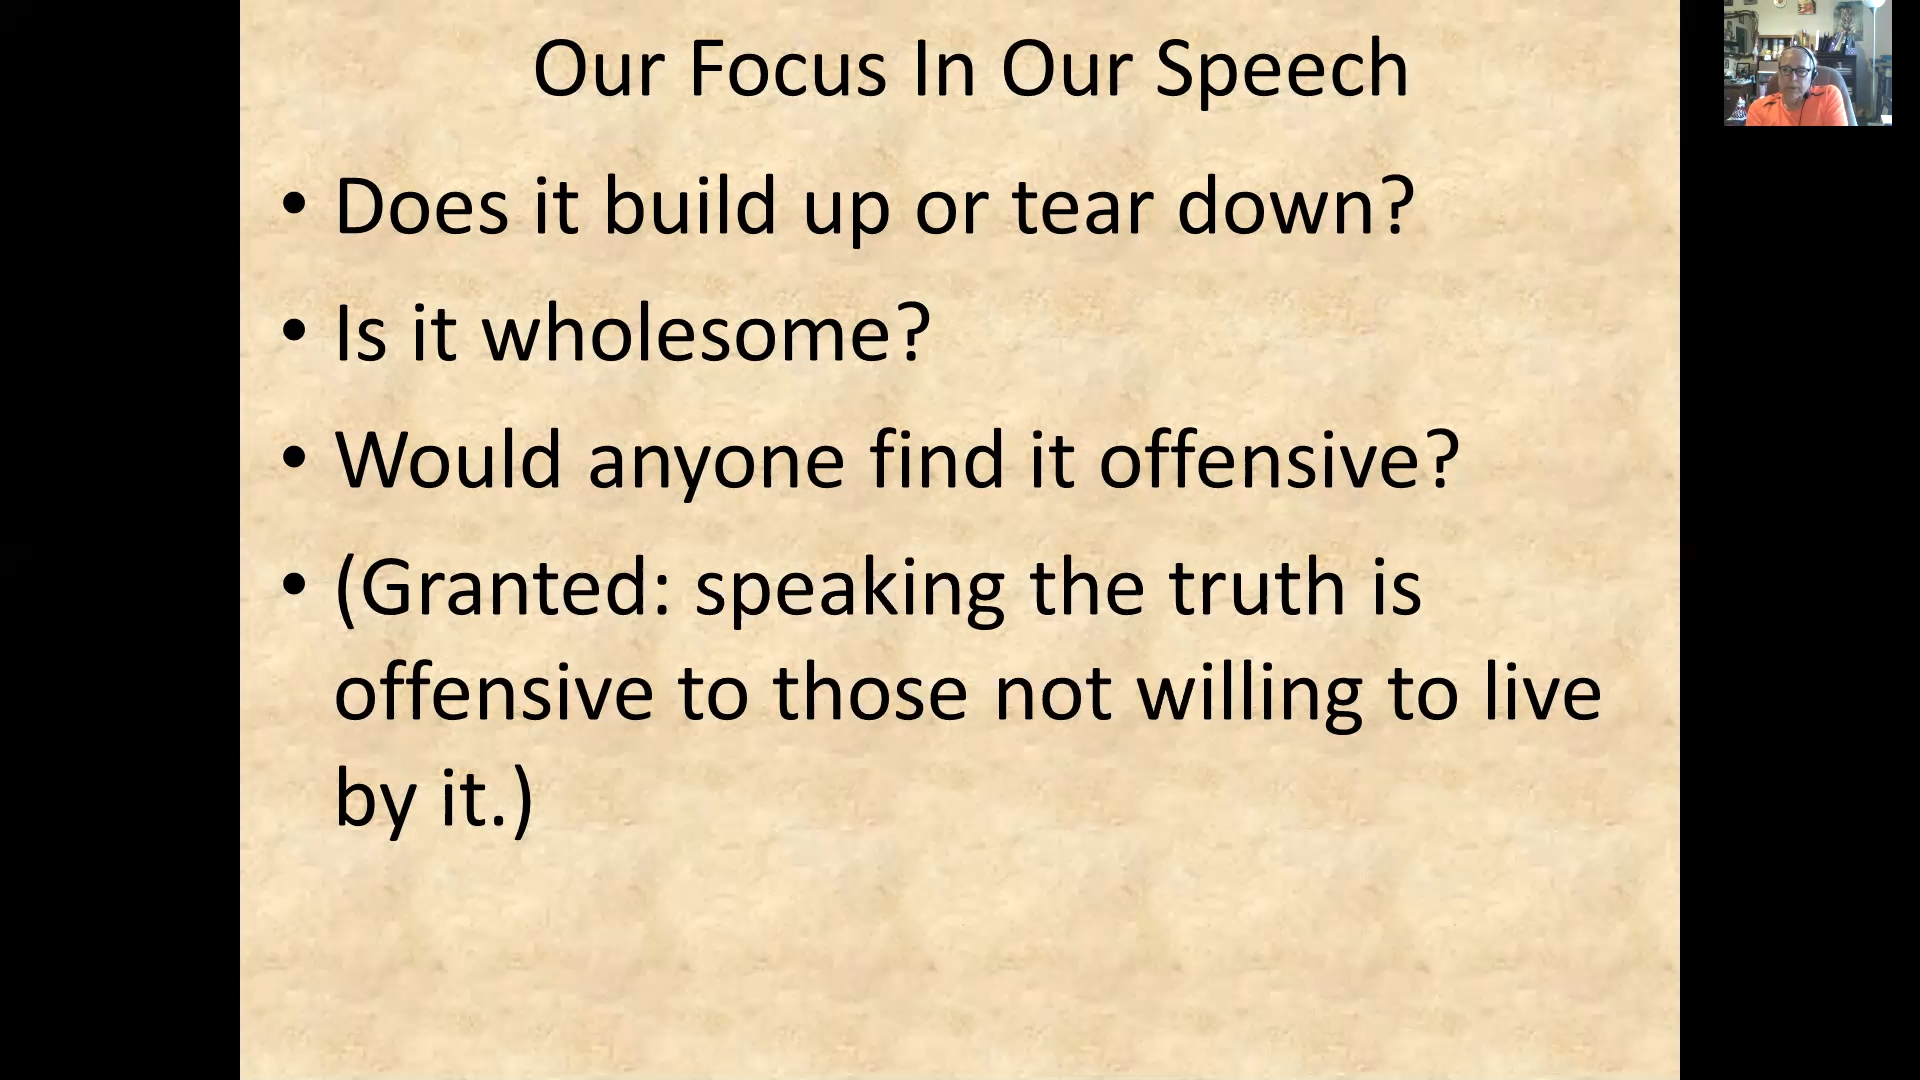 Our Focus In Our Speech
• Does it build up or tear down?
• Is it wholesome?
• Would anyone find it offensive?
• (Granted: speaking the truth is
offensive to those not willing to live
by it.)